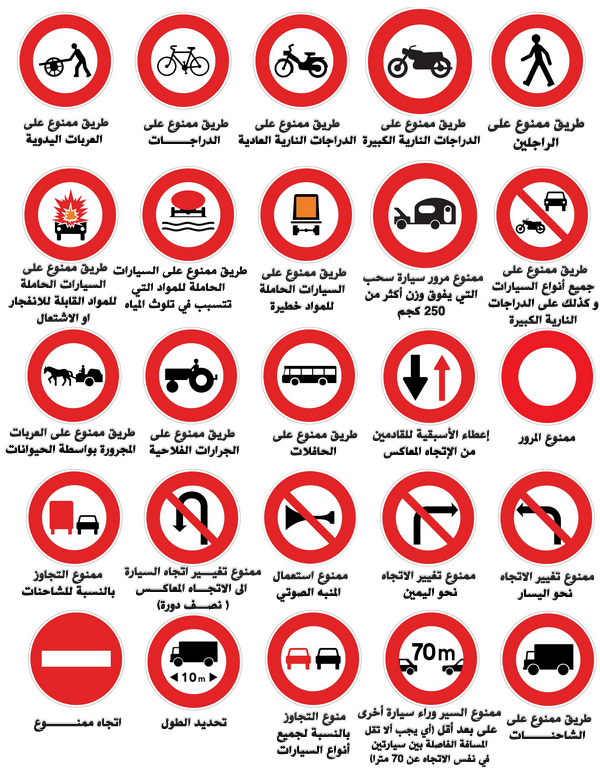 طريق ممنوع على
الراجلين
طريق ممنوع على
الدراجات النارية الكبيرة
طريق ممنوع على
الدراجات النارية العادية
طريق ممنوع على
الدراجـــــــات
طريق ممنوع على
العربات اليدوية
طريق ممنوع على
جميع أنواع السيارات
و كذلك على الدراجات
النارية الكبيرة
ممنوع مرور سيارة سحب
التي يفوق وزن أكثر من
250 كجم
طريق ممنوع على
السيارات الحاملة
للمواد خطيرة
طريق ممنوع على السيارات
الحاملة للمواد التي
تتسبب في تلوث المياه
طريق ممنوع على
السيارات الحاملة
للمواد القابلة للانفجار
او الاشتعال
ممنوع المرور
إعطاء الأسبقية للقادمين
من الإتجاه المعاكس
طريق ممنوع على
الحافلات
طريق ممنوع على
الجرارات الفلاحية
طريق ممنوع على العربات
المجرورة بواسطة الحيوانات
ممنوع تغيير الاتجاه
نحو اليسار
ممنوع تغيير الاتجاه
نحو اليمين
ممنوع استعمال
المنبه الصوتي
ممنوع تغيـــير اتجاه السيارة
الى الاتجـــاه المعاكـــس
( نصــف دورة)
ممنوع التجاوز
بالنسبة للشاحنات
طريق ممنوع على
الشاحنـــــات
70m
ممنوع السير وراء سيارة أخرى
على بعد أقل (أي يجب ألا تقل
المسافة الفاصلة بين سيارتين
في نفس الاتجاه عن 70 مترا)
منوع التجاوز
بالنسبة لجميع
أنواع السيارات
10m
تحديد الطول
اتجاه ممنـــــــوع